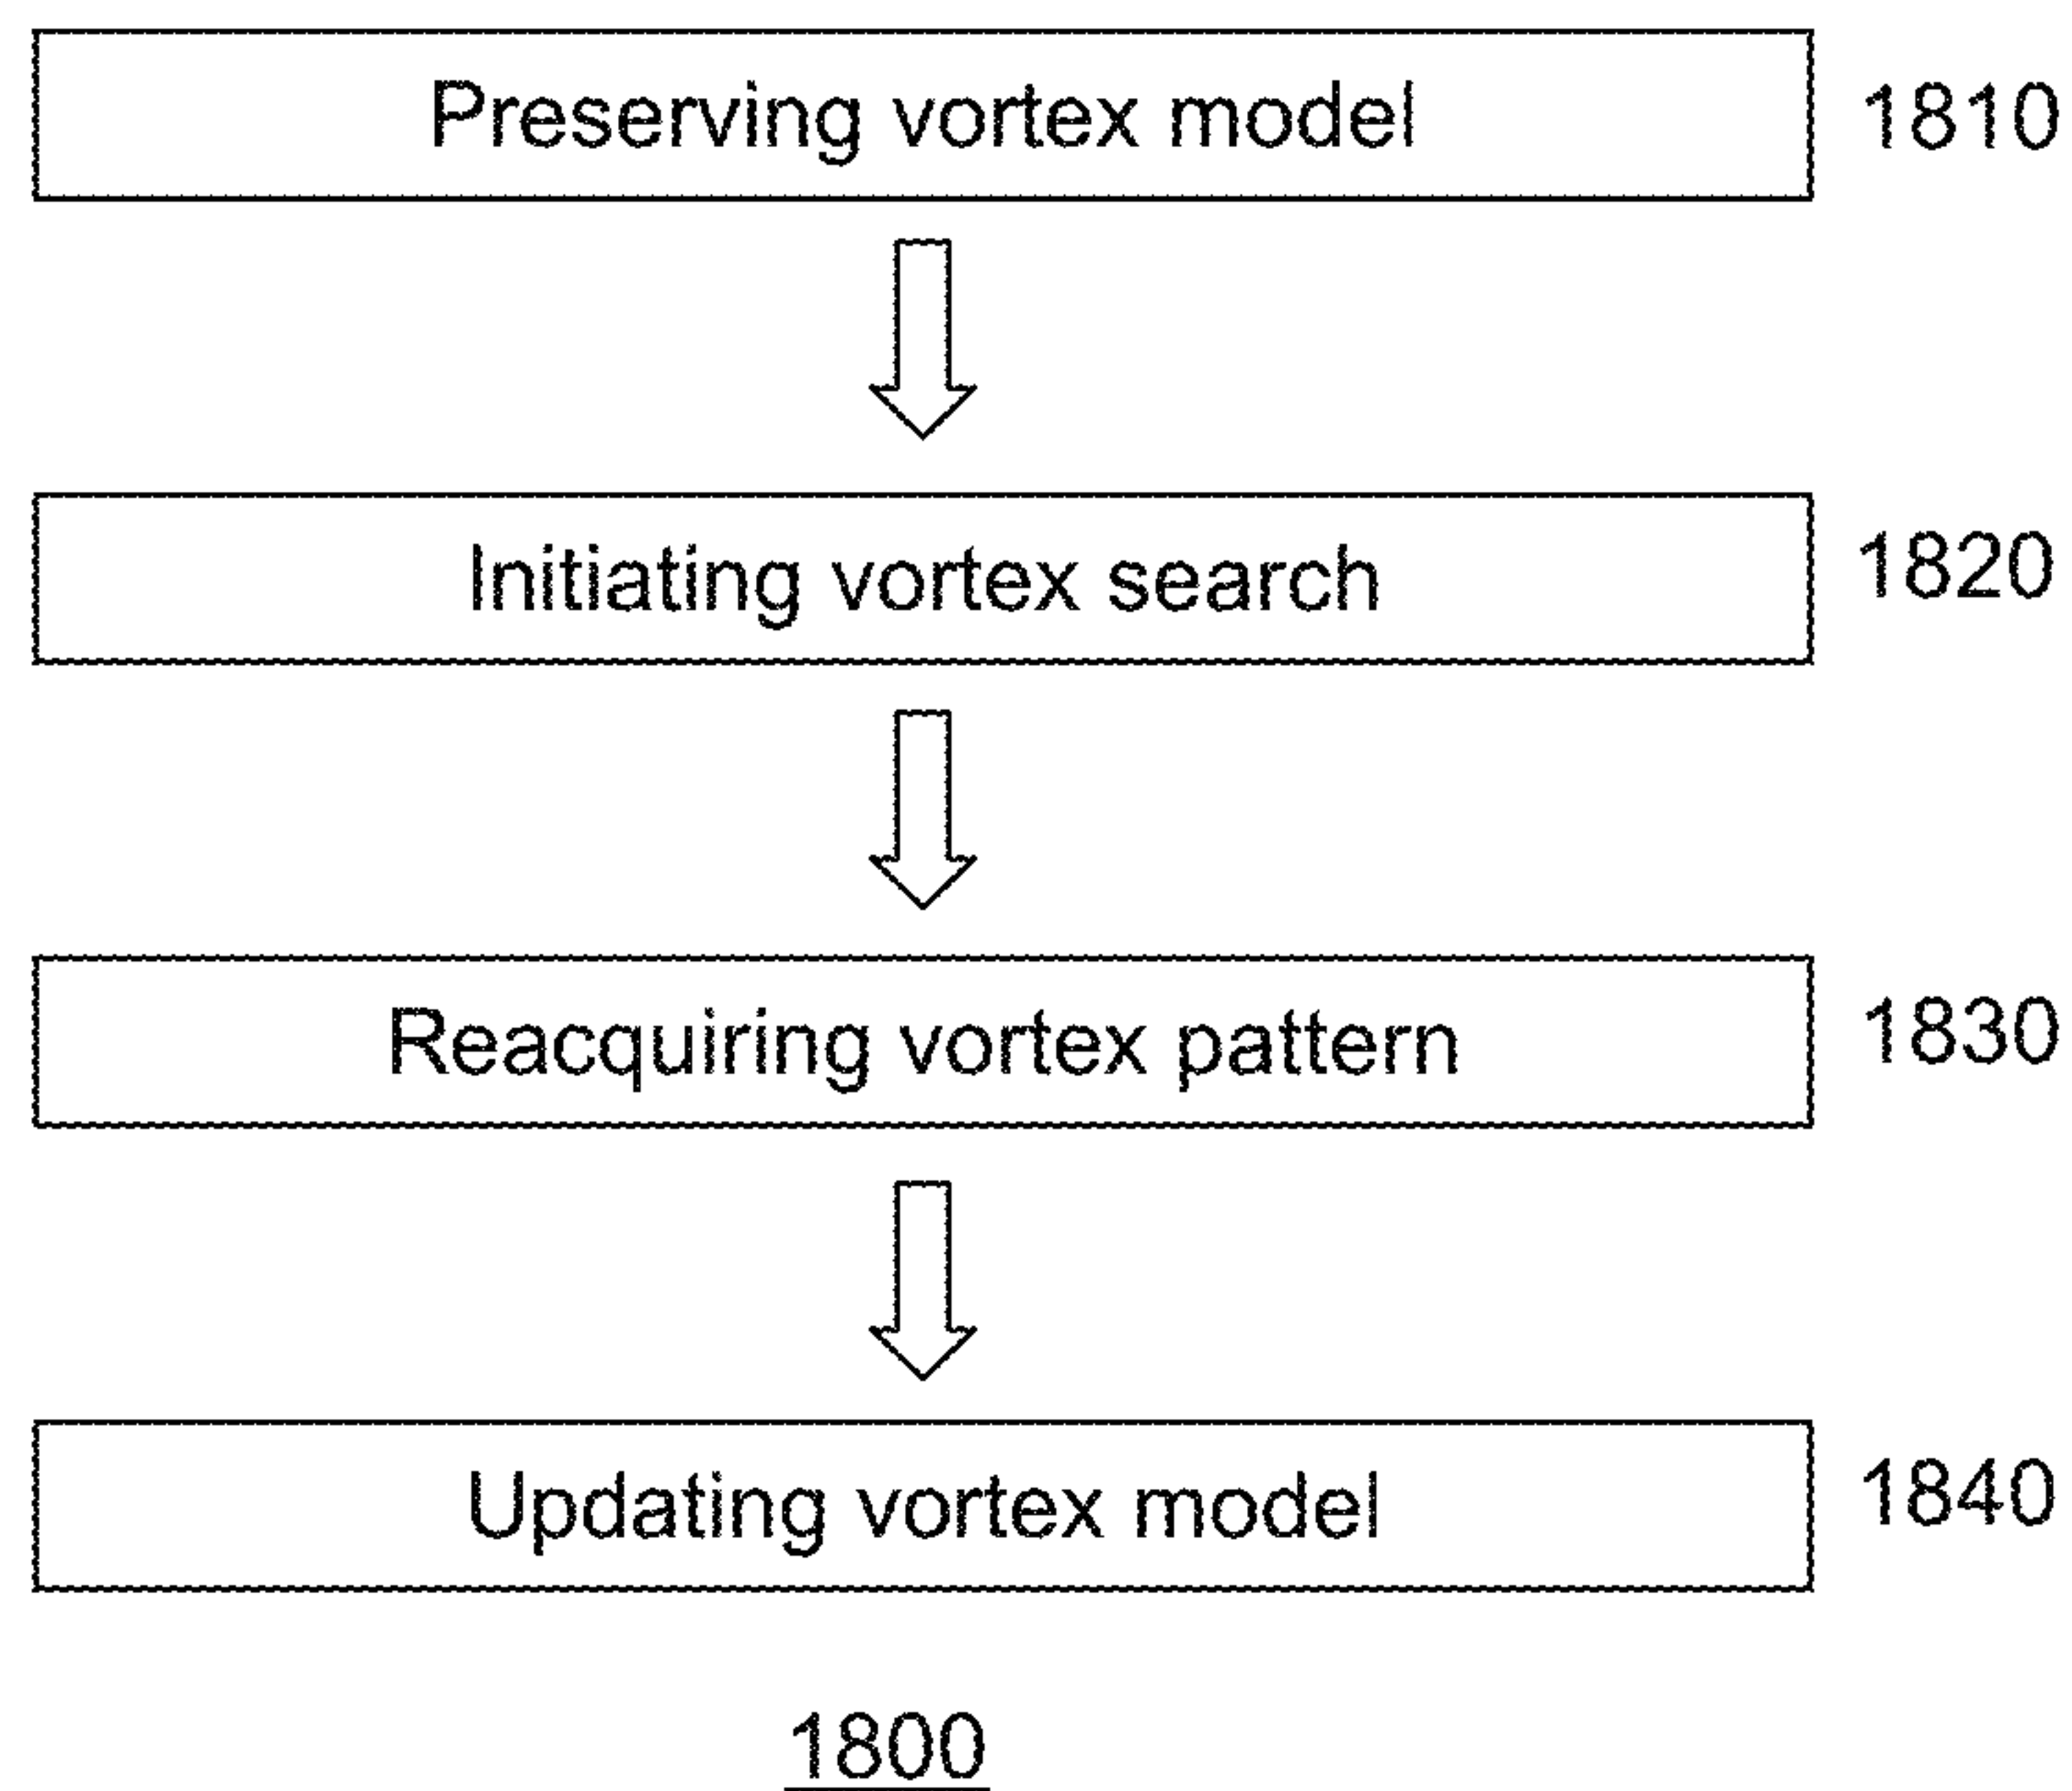 Preserving vortex model 1810
Initiating vortex search 1820
Reacquiring vortex pattern 1830
Updating vortex model 1840
1800